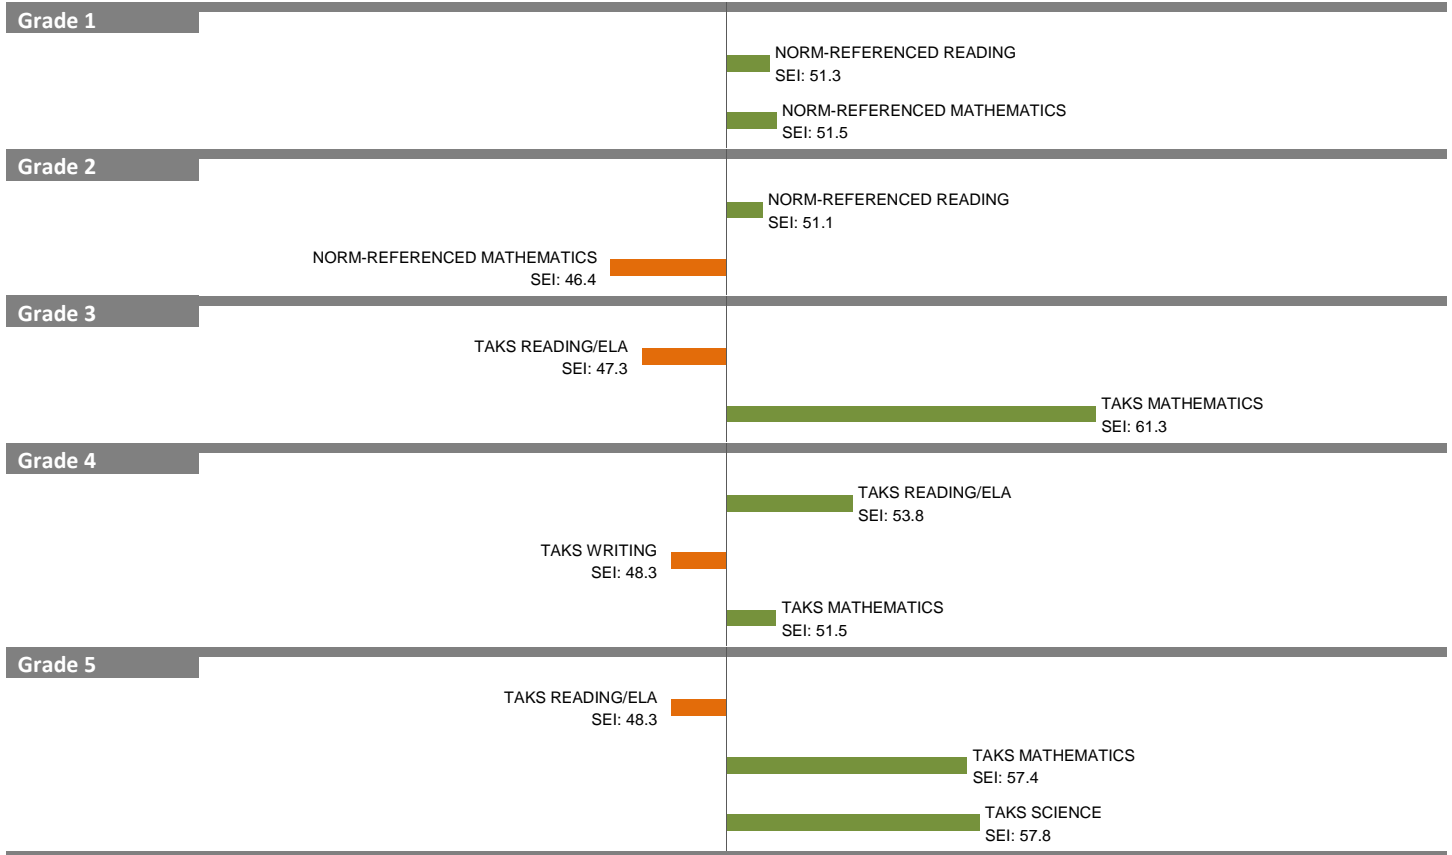 Grade 1
NORM-REFERENCED READING
SEI: 51.3
NORM-REFERENCED MATHEMATICS
SEI: 51.5
Grade 2
NORM-REFERENCED READING
SEI: 51.1
NORM-REFERENCED MATHEMATICS
SEI: 46.4
Grade 3
TAKS READING/ELA
SEI: 47.3
TAKS MATHEMATICS
SEI: 61.3
Grade 4
TAKS READING/ELA
SEI: 53.8
TAKS WRITING
SEI: 48.3
TAKS MATHEMATICS
SEI: 51.5
Grade 5
TAKS READING/ELA
SEI: 48.3
TAKS MATHEMATICS
SEI: 57.4
TAKS SCIENCE
SEI: 57.8